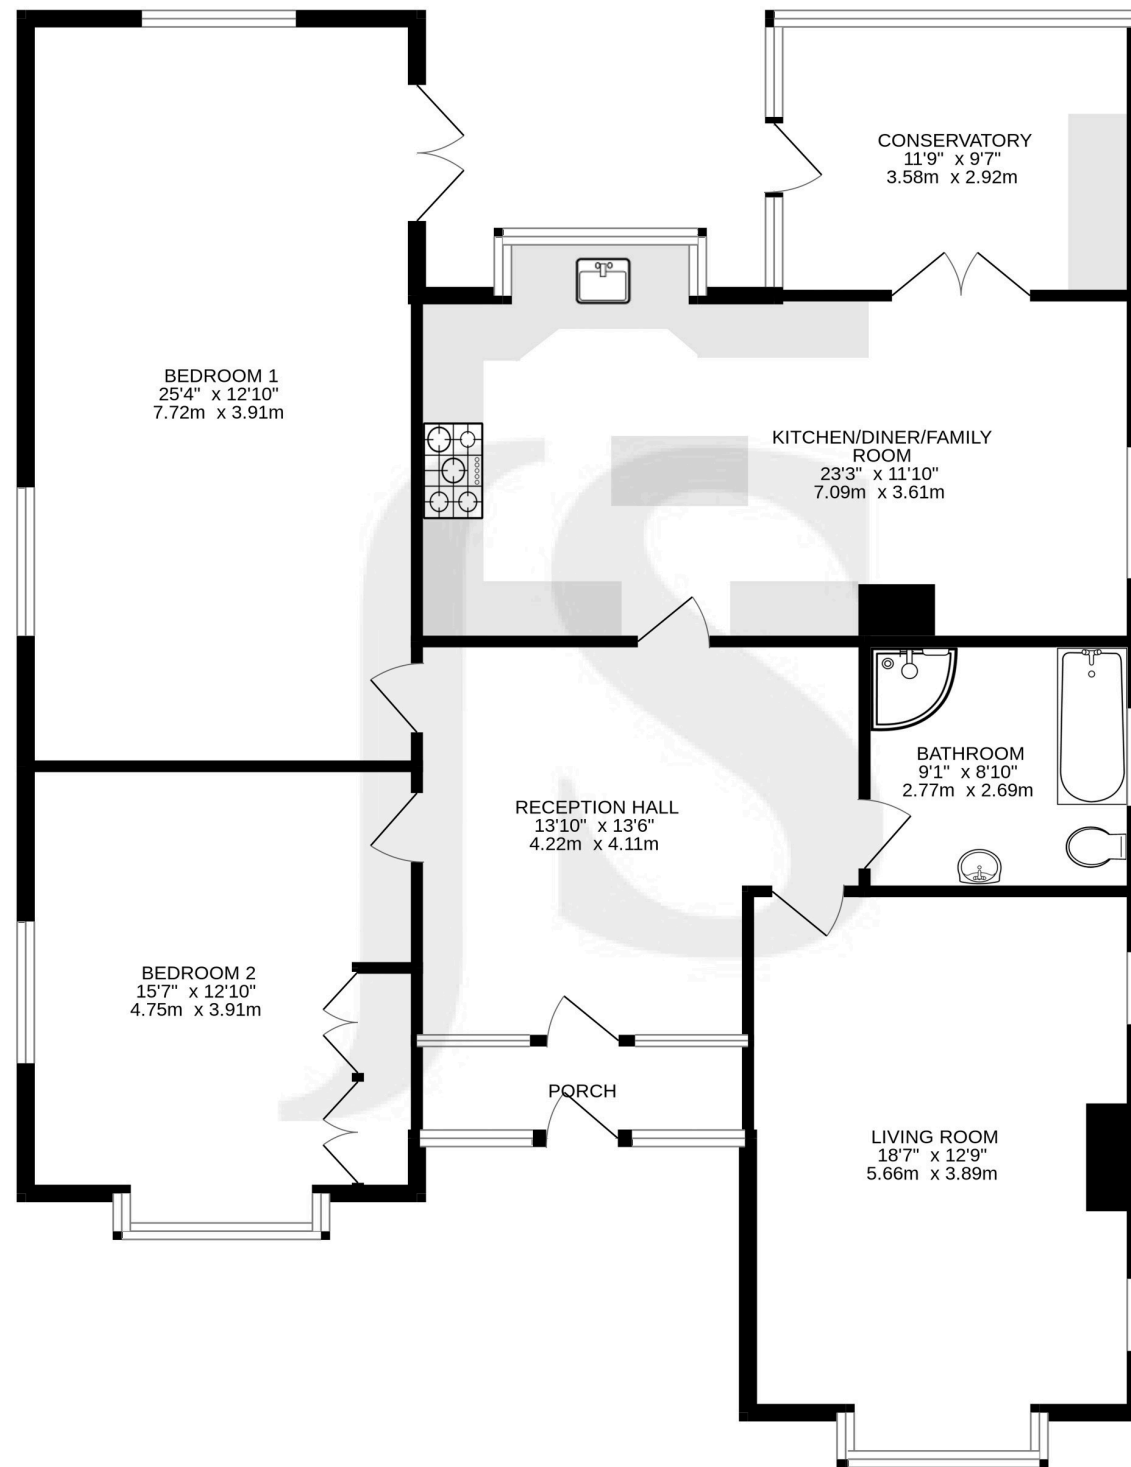 CONSERVATORY
11'9" x 9'7"
3.58m x 2.92m
BEDROOM 1
25'4" x 12'10"
7.72m x 3.91m
KITCHEN/DINER/FAMILY
ROOM
23'3" x 11'10"
7.09m x 3.61m
BATHROOM
9'1" x 8'10"
2.77m x 2.69m
RECEPTION HALL
13'10" x 13'6"
4.22m x 4.11m
BEDROOM 2
15'7" x 12'10"
4.75m x 3.91m
PORCH
LIVING ROOM
18'7" x 12'9"
5.66m x 3.89m
JS